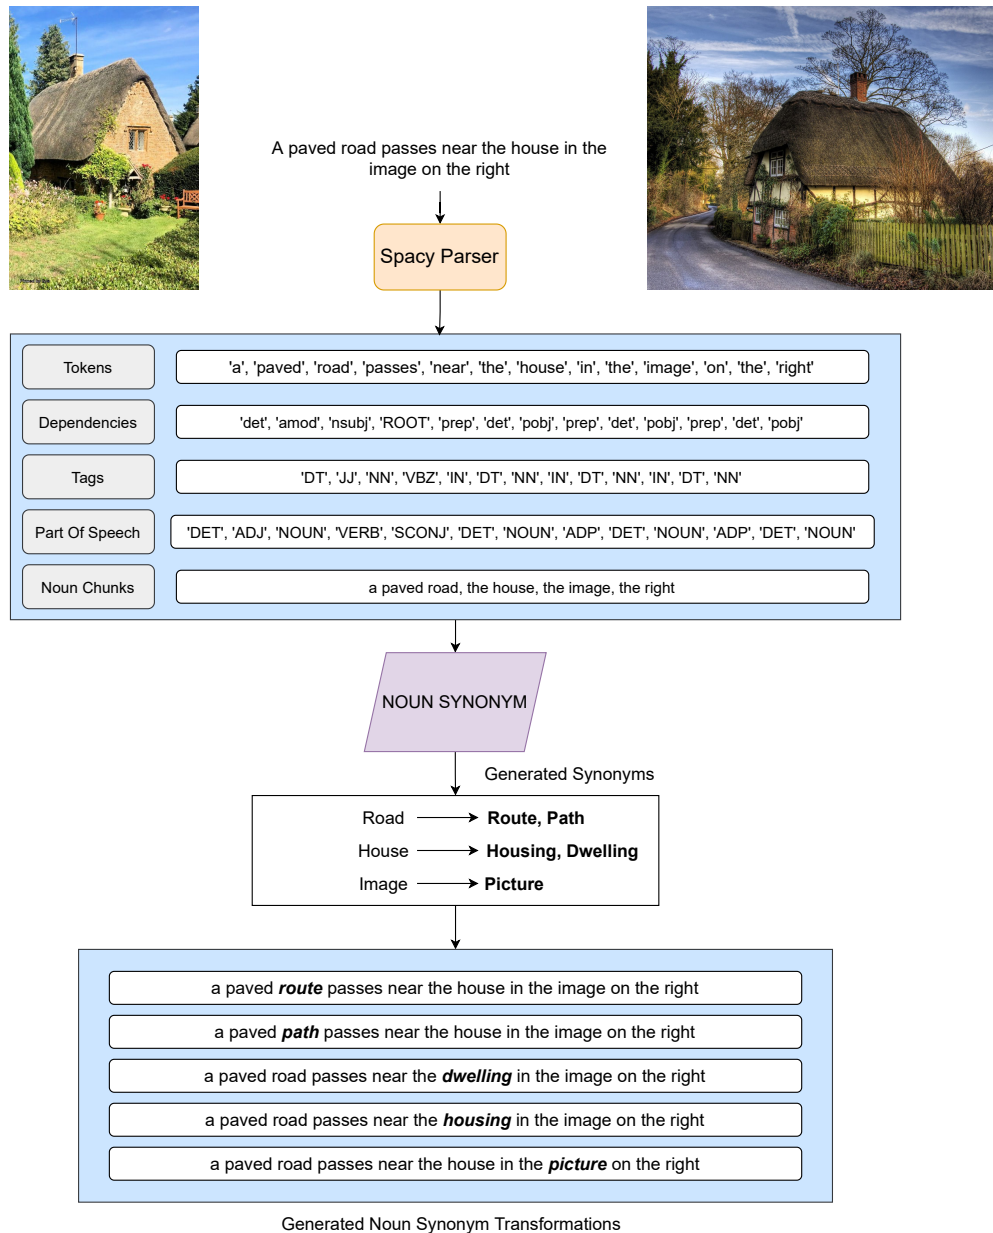 A paved road passes near the house in the
image on the right
Spacy Parser
Tokens
'a', 'paved', 'road', 'passes', 'near', 'the', 'house', 'in', 'the', 'image', 'on', 'the', 'right'
Dependencies
'det', 'amod', 'nsubj', 'ROOT', 'prep', 'det', 'pobj', 'prep', 'det', 'pobj', 'prep', 'det', 'pobj'
Tags
'DT', 'JJ', 'NN', 'VBZ', 'IN', 'DT', 'NN', 'IN', 'DT', 'NN', 'IN', 'DT', 'NN'
Part Of Speech
'DET', 'ADJ', 'NOUN', 'VERB', 'SCONJ', 'DET', 'NOUN', 'ADP', 'DET', 'NOUN', 'ADP', 'DET', 'NOUN'
Noun Chunks
a paved road, the house, the image, the right
NOUN SYNONYM
Generated Synonyms
Road Route, Path
House Housing, Dwelling
Image Picture
a paved route passes near the house in the image on the right
a paved path passes near the house in the image on the right
a paved road passes near the dwelling in the image on the right
a paved road passes near the housing in the image on the right
a paved road passes near the house in the picture on the right
Generated Noun Synonym Transformations